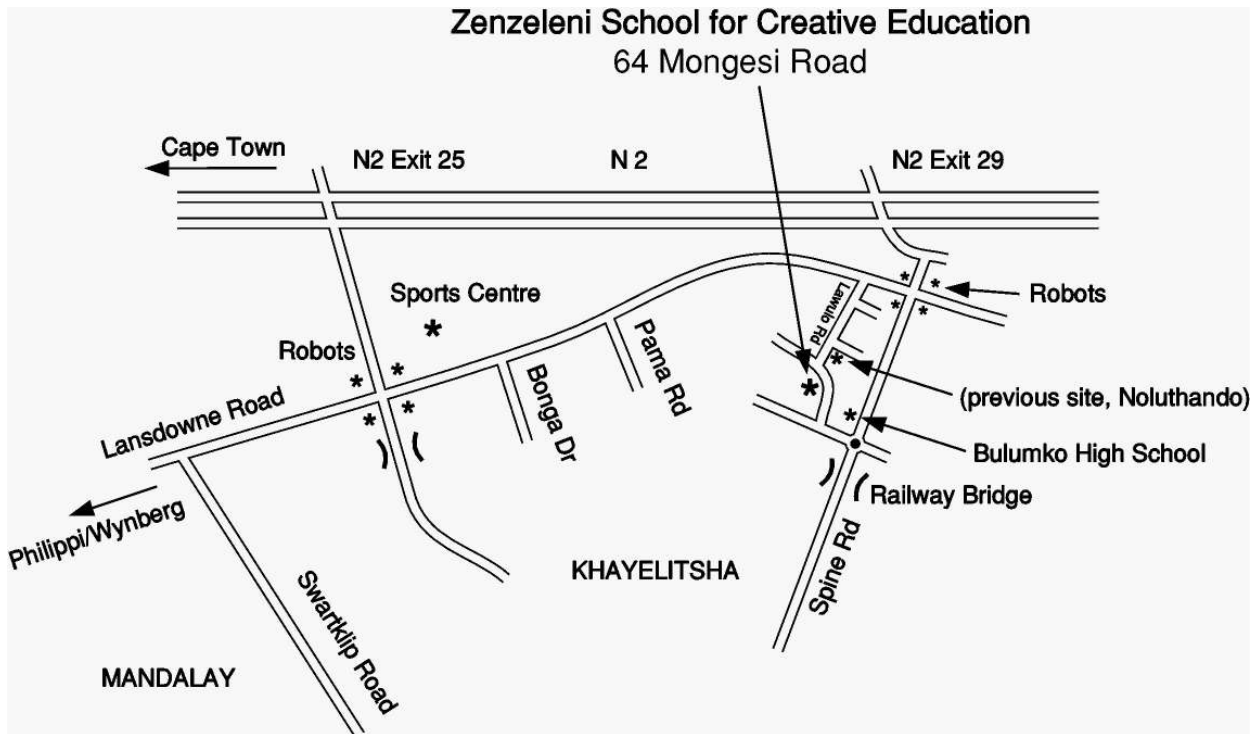 Zenzeleni School for Creative Education
64 Mongesi Road
Cape Town
N2 Exit 25
N 2
N2 Exit 29
Sports Centre
Robots
Robots
Lawulo Rd
Pama Rd
Bonga Dr
Lansdowne Road
(previous site, Noluthando)
Bulumko High School
Railway Bridge
Philippi/Wynberg
KHAYELITSHA
Spine Rd
Swartklip Road
MANDALAY